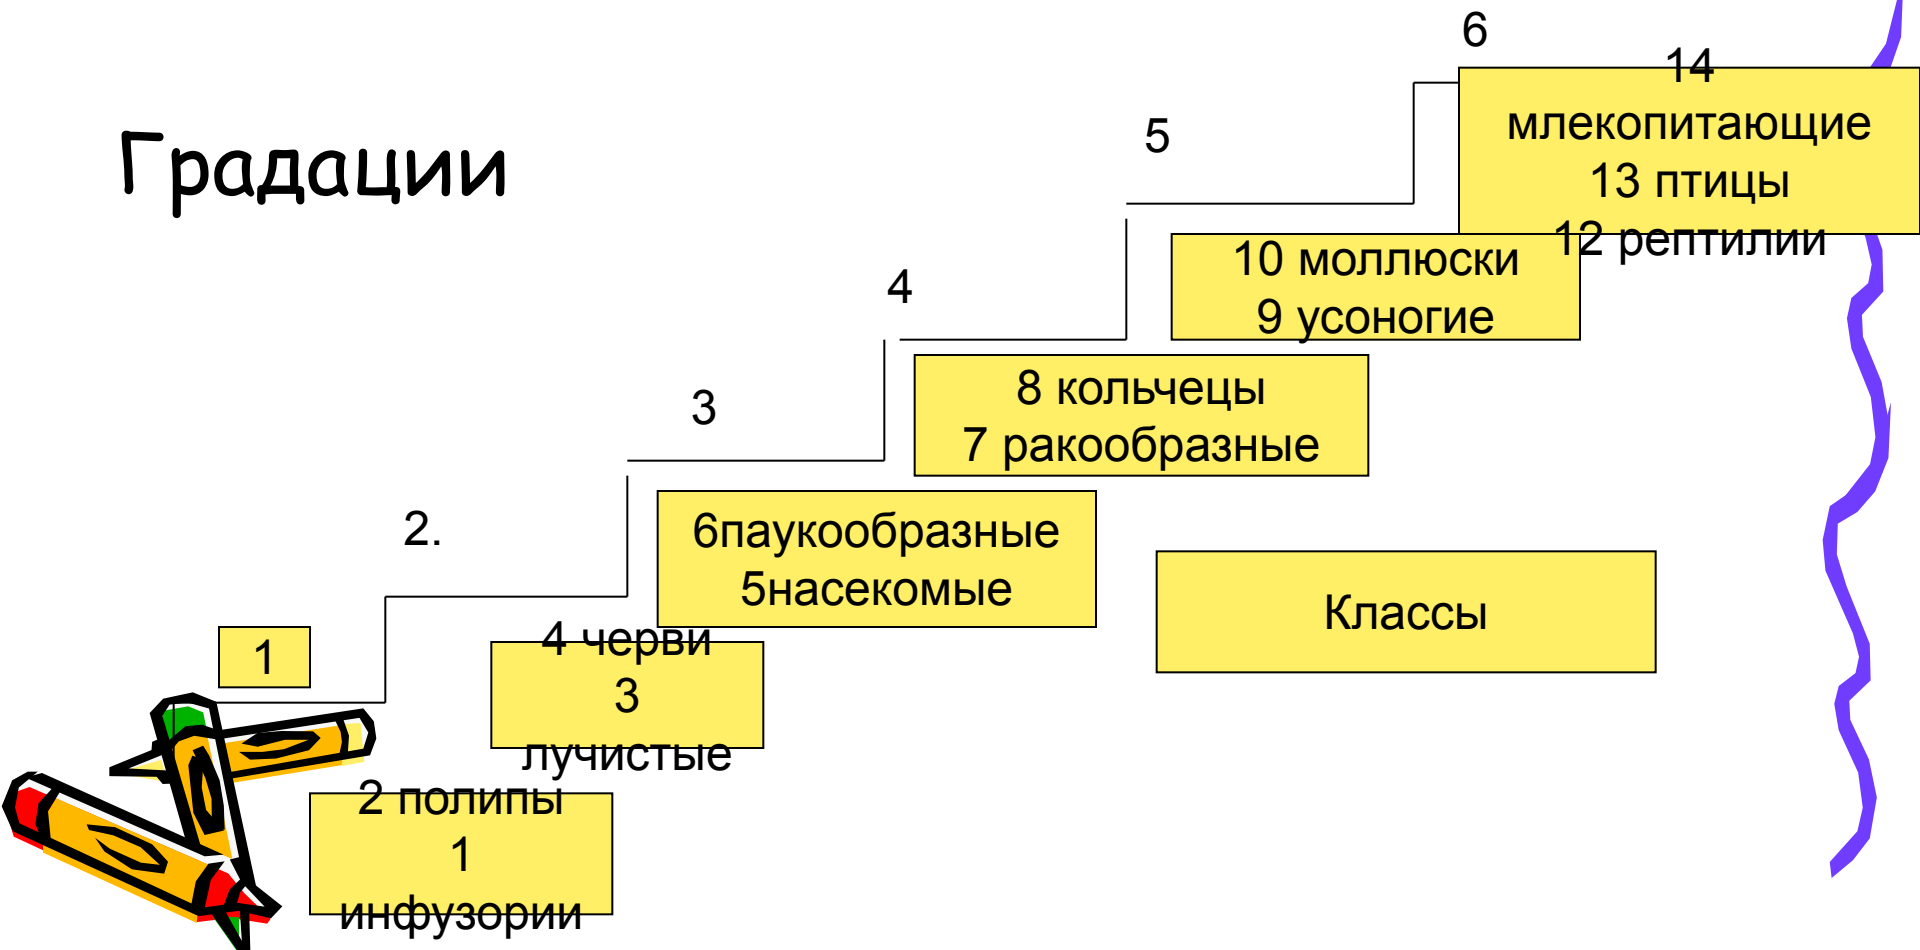 6
14
млекопитающие
13 птицы
12 рептилии
5
Градации
10 моллюски
9 усоногие
4
8 кольчецы
7 ракообразные
3
6паукообразные
5насекомые
2.
Классы
1
4 черви
3
лучистые
2 полипы
1
инфузории